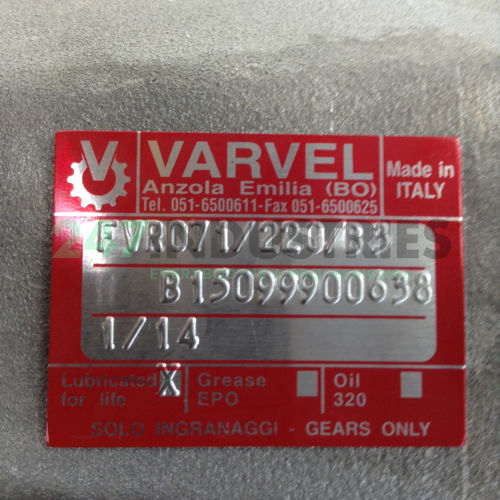 V VARVEL
Anzola Emilia (BO)
Tel. 051-6500611-Fax 051-6500625
Made in
ITALY
FVR071/220/B3
B15099900638
1/14
Lubricated X
for life
Grease
EPO
Oil
320
SOLO INGRANAGGI - GEARS ONLY